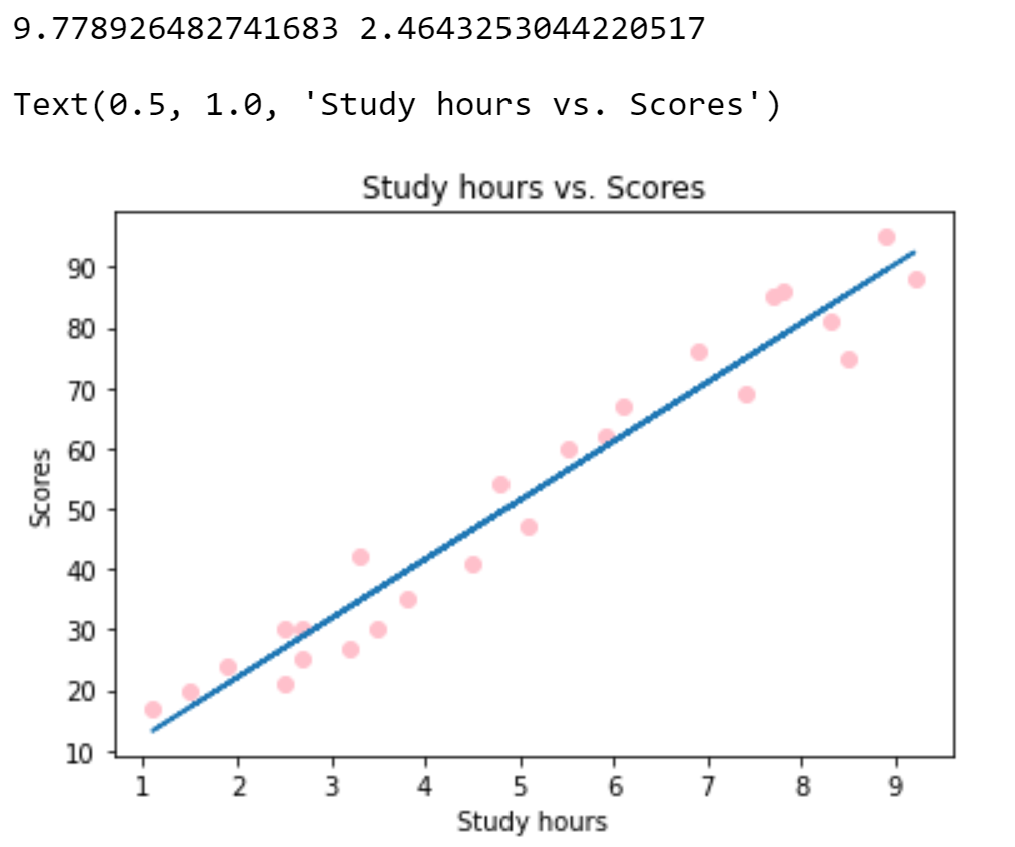 9.778926482741683 2.4643253044220517
Text(0.5, 1.0, 'Study hours vs. Scores')
Study hours vs. Scores
90
80
70
60
50
40
30
20
10
Scores
1 2 3 4 5 6 7 8 9
Study hours